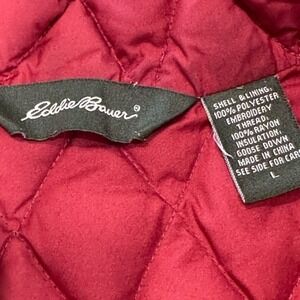 Eddie Bauer®
SHELL & LINING,
100% POLYESTER
EMBROIDERY
THREAD,
100% RAYON
INSULATION,
GOOSE DOWN
MADE IN CHINA
SEE SIDE FOR CARE
L